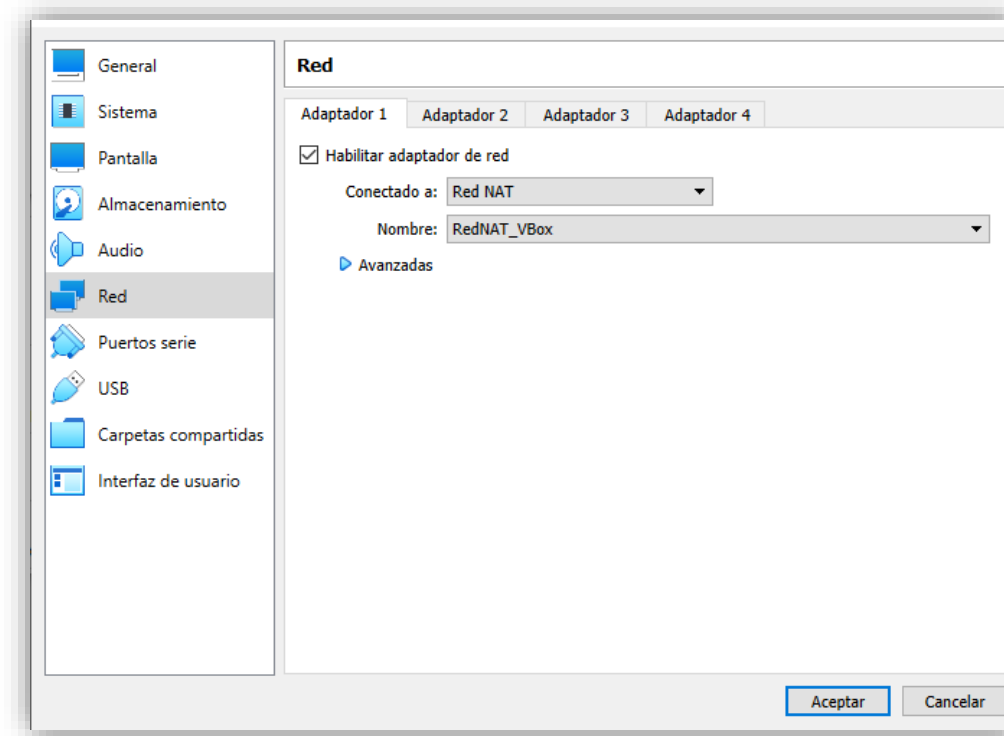 General
Sistema
Pantalla
Almacenamiento
Audio
Red
Puertos serie
USB
Carpetas compartidas
Interfaz de usuario
Red
Adaptador 1 Adaptador 2 Adaptador 3 Adaptador 4
Habilitar adaptador de red
Conectado a: Red NAT
Nombre: RedNAT_VBox
Avanzadas
Aceptar Cancelar